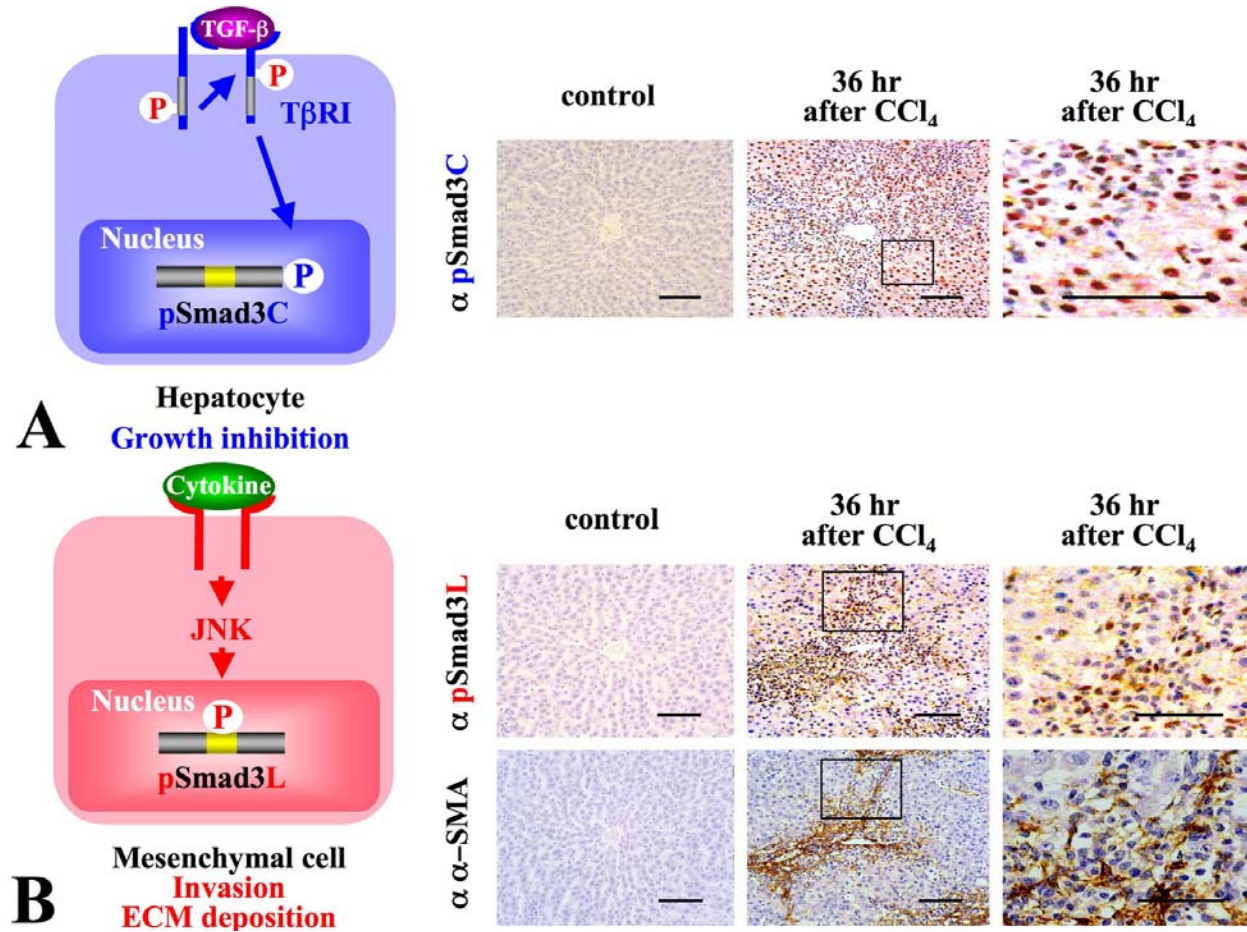 TGF-β
P
P
TβRI
Nucleus
P
pSmad3C
A
Hepatocyte
Growth inhibition
control
36 hr
after CCl₄
36 hr
after CCl₄
α pSmad3C
Cytokine
JNK
Nucleus
P
pSmad3L
B
Mesenchymal cell
Invasion
ECM deposition
control
36 hr
after CCl₄
36 hr
after CCl₄
α pSmad3L
α α-SMA